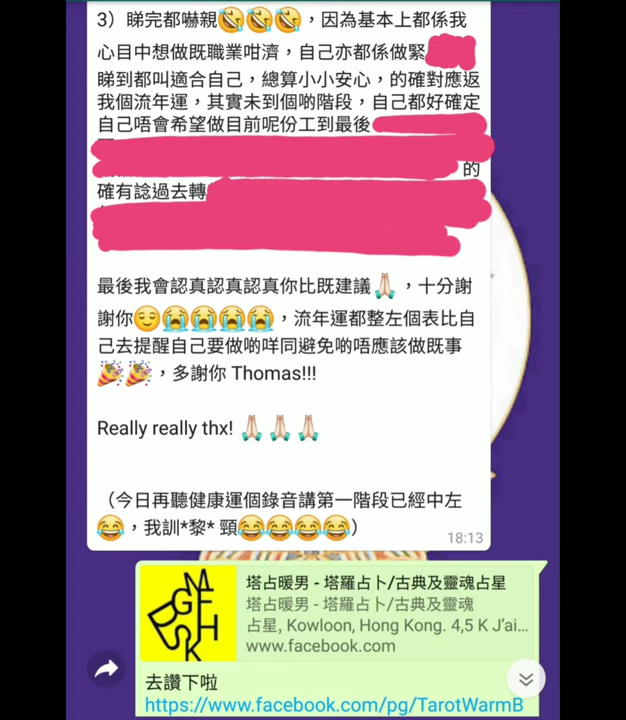 3）睇完都嚇親🤣🤣🤣，因為基本上都係我
心目中想做既職業咁濟，自己亦都係做緊
睇到都叫適合自己，總算小小安心，的確對應返
我個流年運，其實未到個啲階段，自己都好確定
自己唔會希望做目前呢份工到最後
的
確有諗過去轉
最後我會認真認真認真你比既建議🙏🏻，十分謝
謝你😌😭😭😭😭，流年運都整左個表比自
己去提醒自己要做啲咩同避免啲唔應該做既事
🎉🎉，多謝你 Thomas!!!
Really really thx! 🙏🏻 🙏🏻 🙏🏻
（今日再聽健康運個錄音講第一階段已經中左
😂，我訓*黎* 頸😂😂😂😂）
18:13
MGEHBSK
塔占暖男 - 塔羅占卜/古典及靈魂占星
塔占暖男 - 塔羅占卜/古典及靈魂
占星, Kowloon, Hong Kong. 4,5 K J’ai...
www.facebook.com
去讚下啦
https://www.facebook.com/pg/TarotWarmB